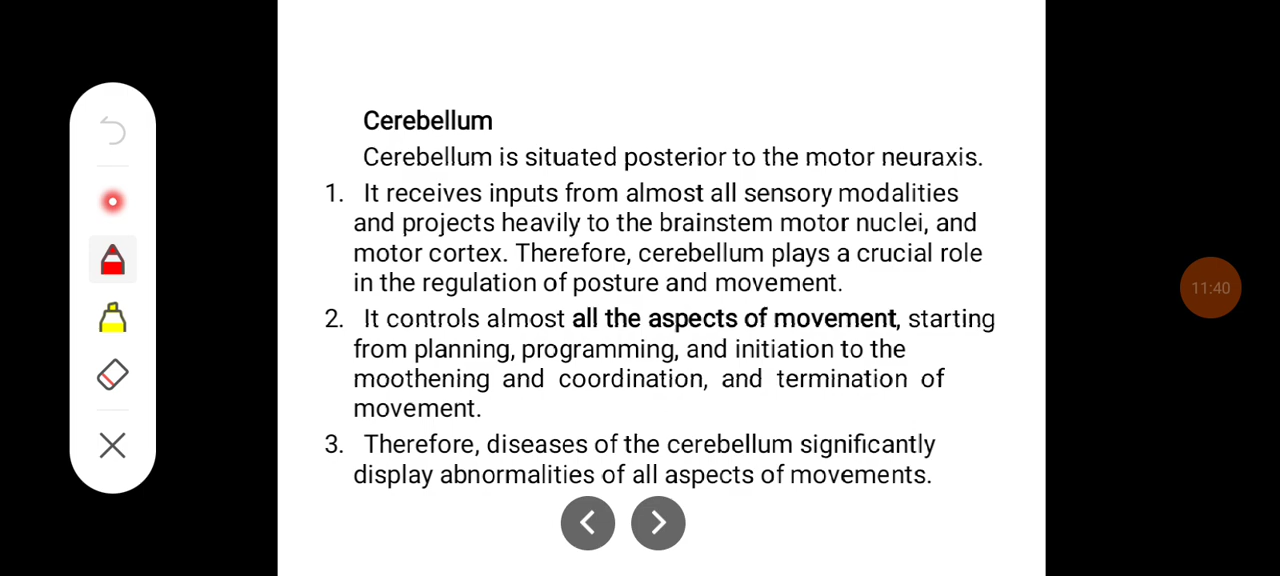 Cerebellum
Cerebellum is situated posterior to the motor neuraxis.
1. It receives inputs from almost all sensory modalities
and projects heavily to the brainstem motor nuclei, and
motor cortex. Therefore, cerebellum plays a crucial role
in the regulation of posture and movement.
2. It controls almost all the aspects of movement, starting
from planning, programming, and initiation to the
moothening and coordination, and termination of
movement.
3. Therefore, diseases of the cerebellum significantly
display abnormalities of all aspects of movements.
11:40